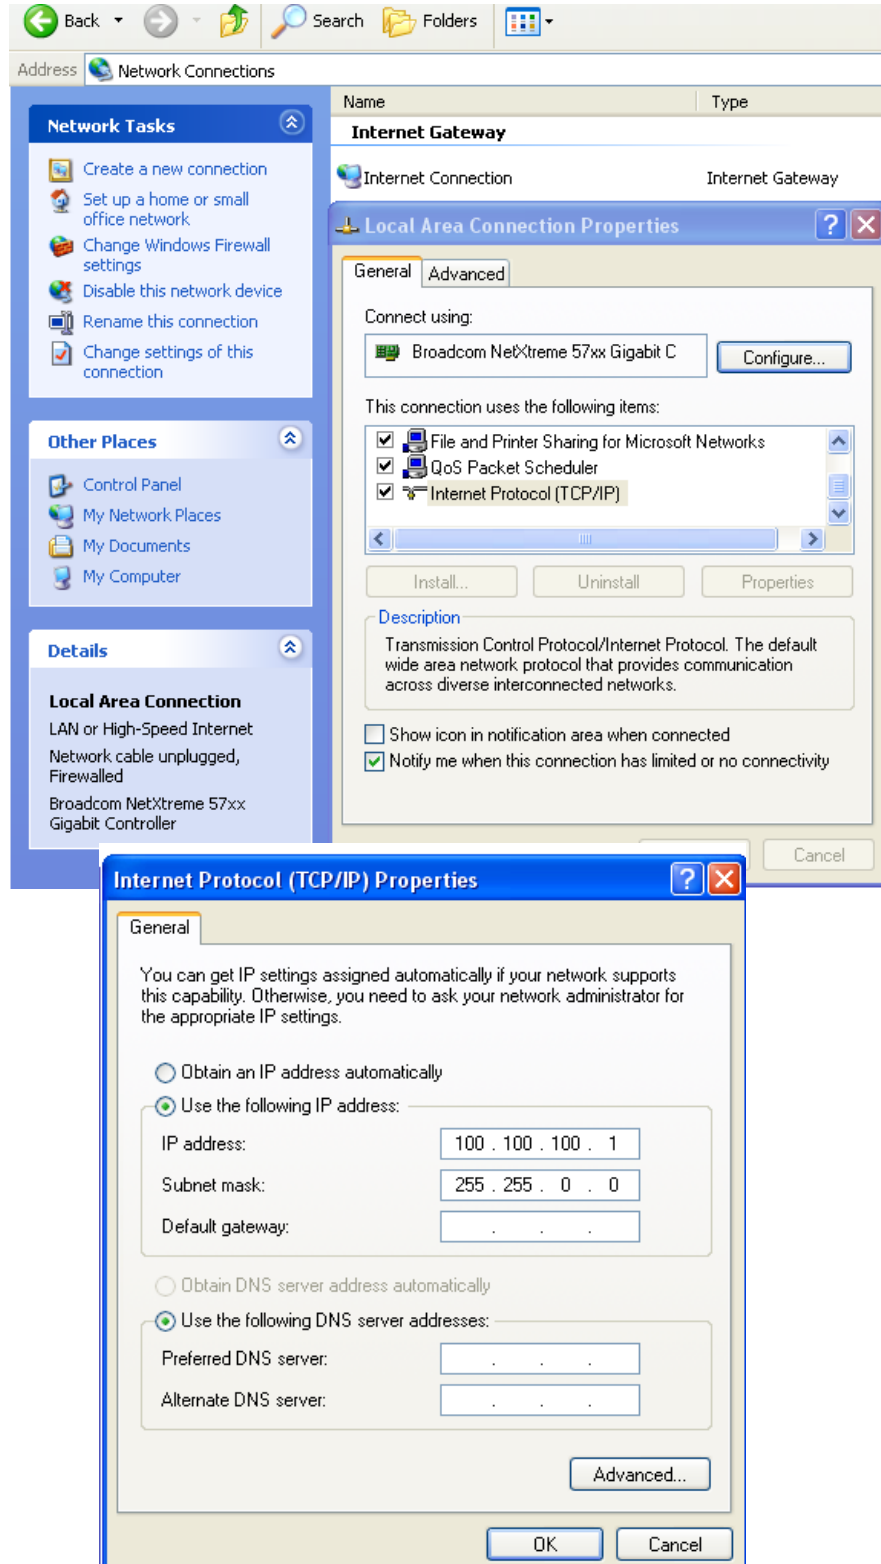 Back Search Folders
Address Network Connections
Network Tasks
Create a new connection
Set up a home or small
office network
Change Windows Firewall
settings
Disable this network device
Rename this connection
Change settings of this
connection
Other Places
Control Panel
My Network Places
My Documents
My Computer
Details
Local Area Connection
LAN or High-Speed Internet
Network cable unplugged,
Firewalled
Broadcom NetXtreme 57xx
Gigabit Controller
Name Type
Internet Gateway
Internet Connection Internet Gateway
Local Area Connection Properties
General Advanced
Connect using:
Broadcom NetXtreme 57xx Gigabit C Configure...
This connection uses the following items:
File and Printer Sharing for Microsoft Networks
QoS Packet Scheduler
Internet Protocol (TCP/IP)
Install... Uninstall Properties
Description
Transmission Control Protocol/Internet Protocol. The default
wide area network protocol that provides communication
across diverse interconnected networks.
Show icon in notification area when connected
Notify me when this connection has limited or no connectivity
Cancel
Internet Protocol (TCP/IP) Properties
General
You can get IP settings assigned automatically if your network supports
this capability. Otherwise, you need to ask your network administrator for
the appropriate IP settings.
Obtain an IP address automatically
Use the following IP address:
IP address: 100 . 100 . 100 . 1
Subnet mask: 255 . 255 . 0 . 0
Default gateway: . . .
Obtain DNS server address automatically
Use the following DNS server addresses:
Preferred DNS server: . . .
Alternate DNS server: . . .
Advanced...
OK Cancel